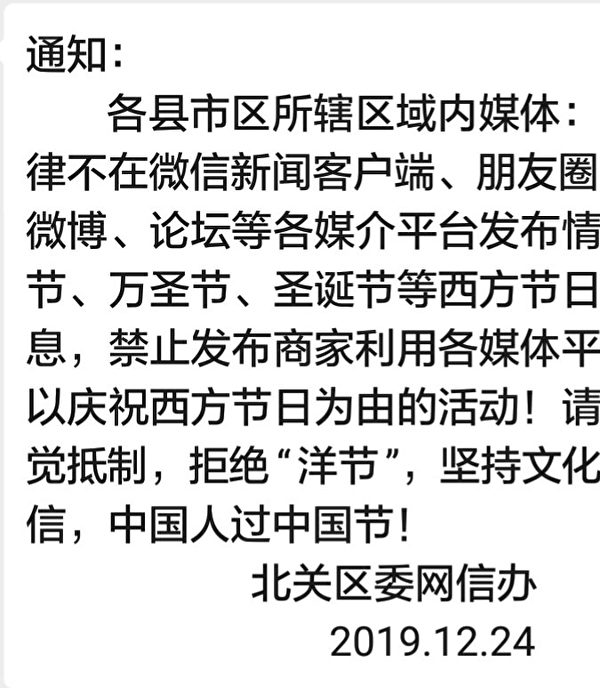 通知：
各县市区所辖区域内媒体：
律不在微信新闻客户端、朋友圈
微博、论坛等各媒介平台发布情
节、万圣节、圣诞节等西方节日
息，禁止发布商家利用各媒体平
以庆祝西方节日为由的活动！请
觉抵制，拒绝“洋节”，坚持文化
信，中国人过中国节！
北关区委网信办
2019.12.24